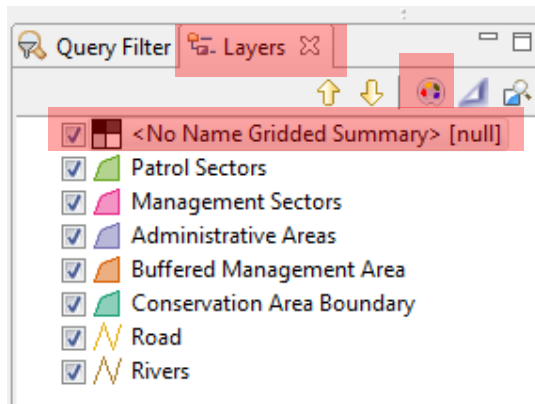 Query Filter Layers
<No Name Gridded Summary> [null]
Patrol Sectors
Management Sectors
Administrative Areas
Buffered Management Area
Conservation Area Boundary
Road
Rivers